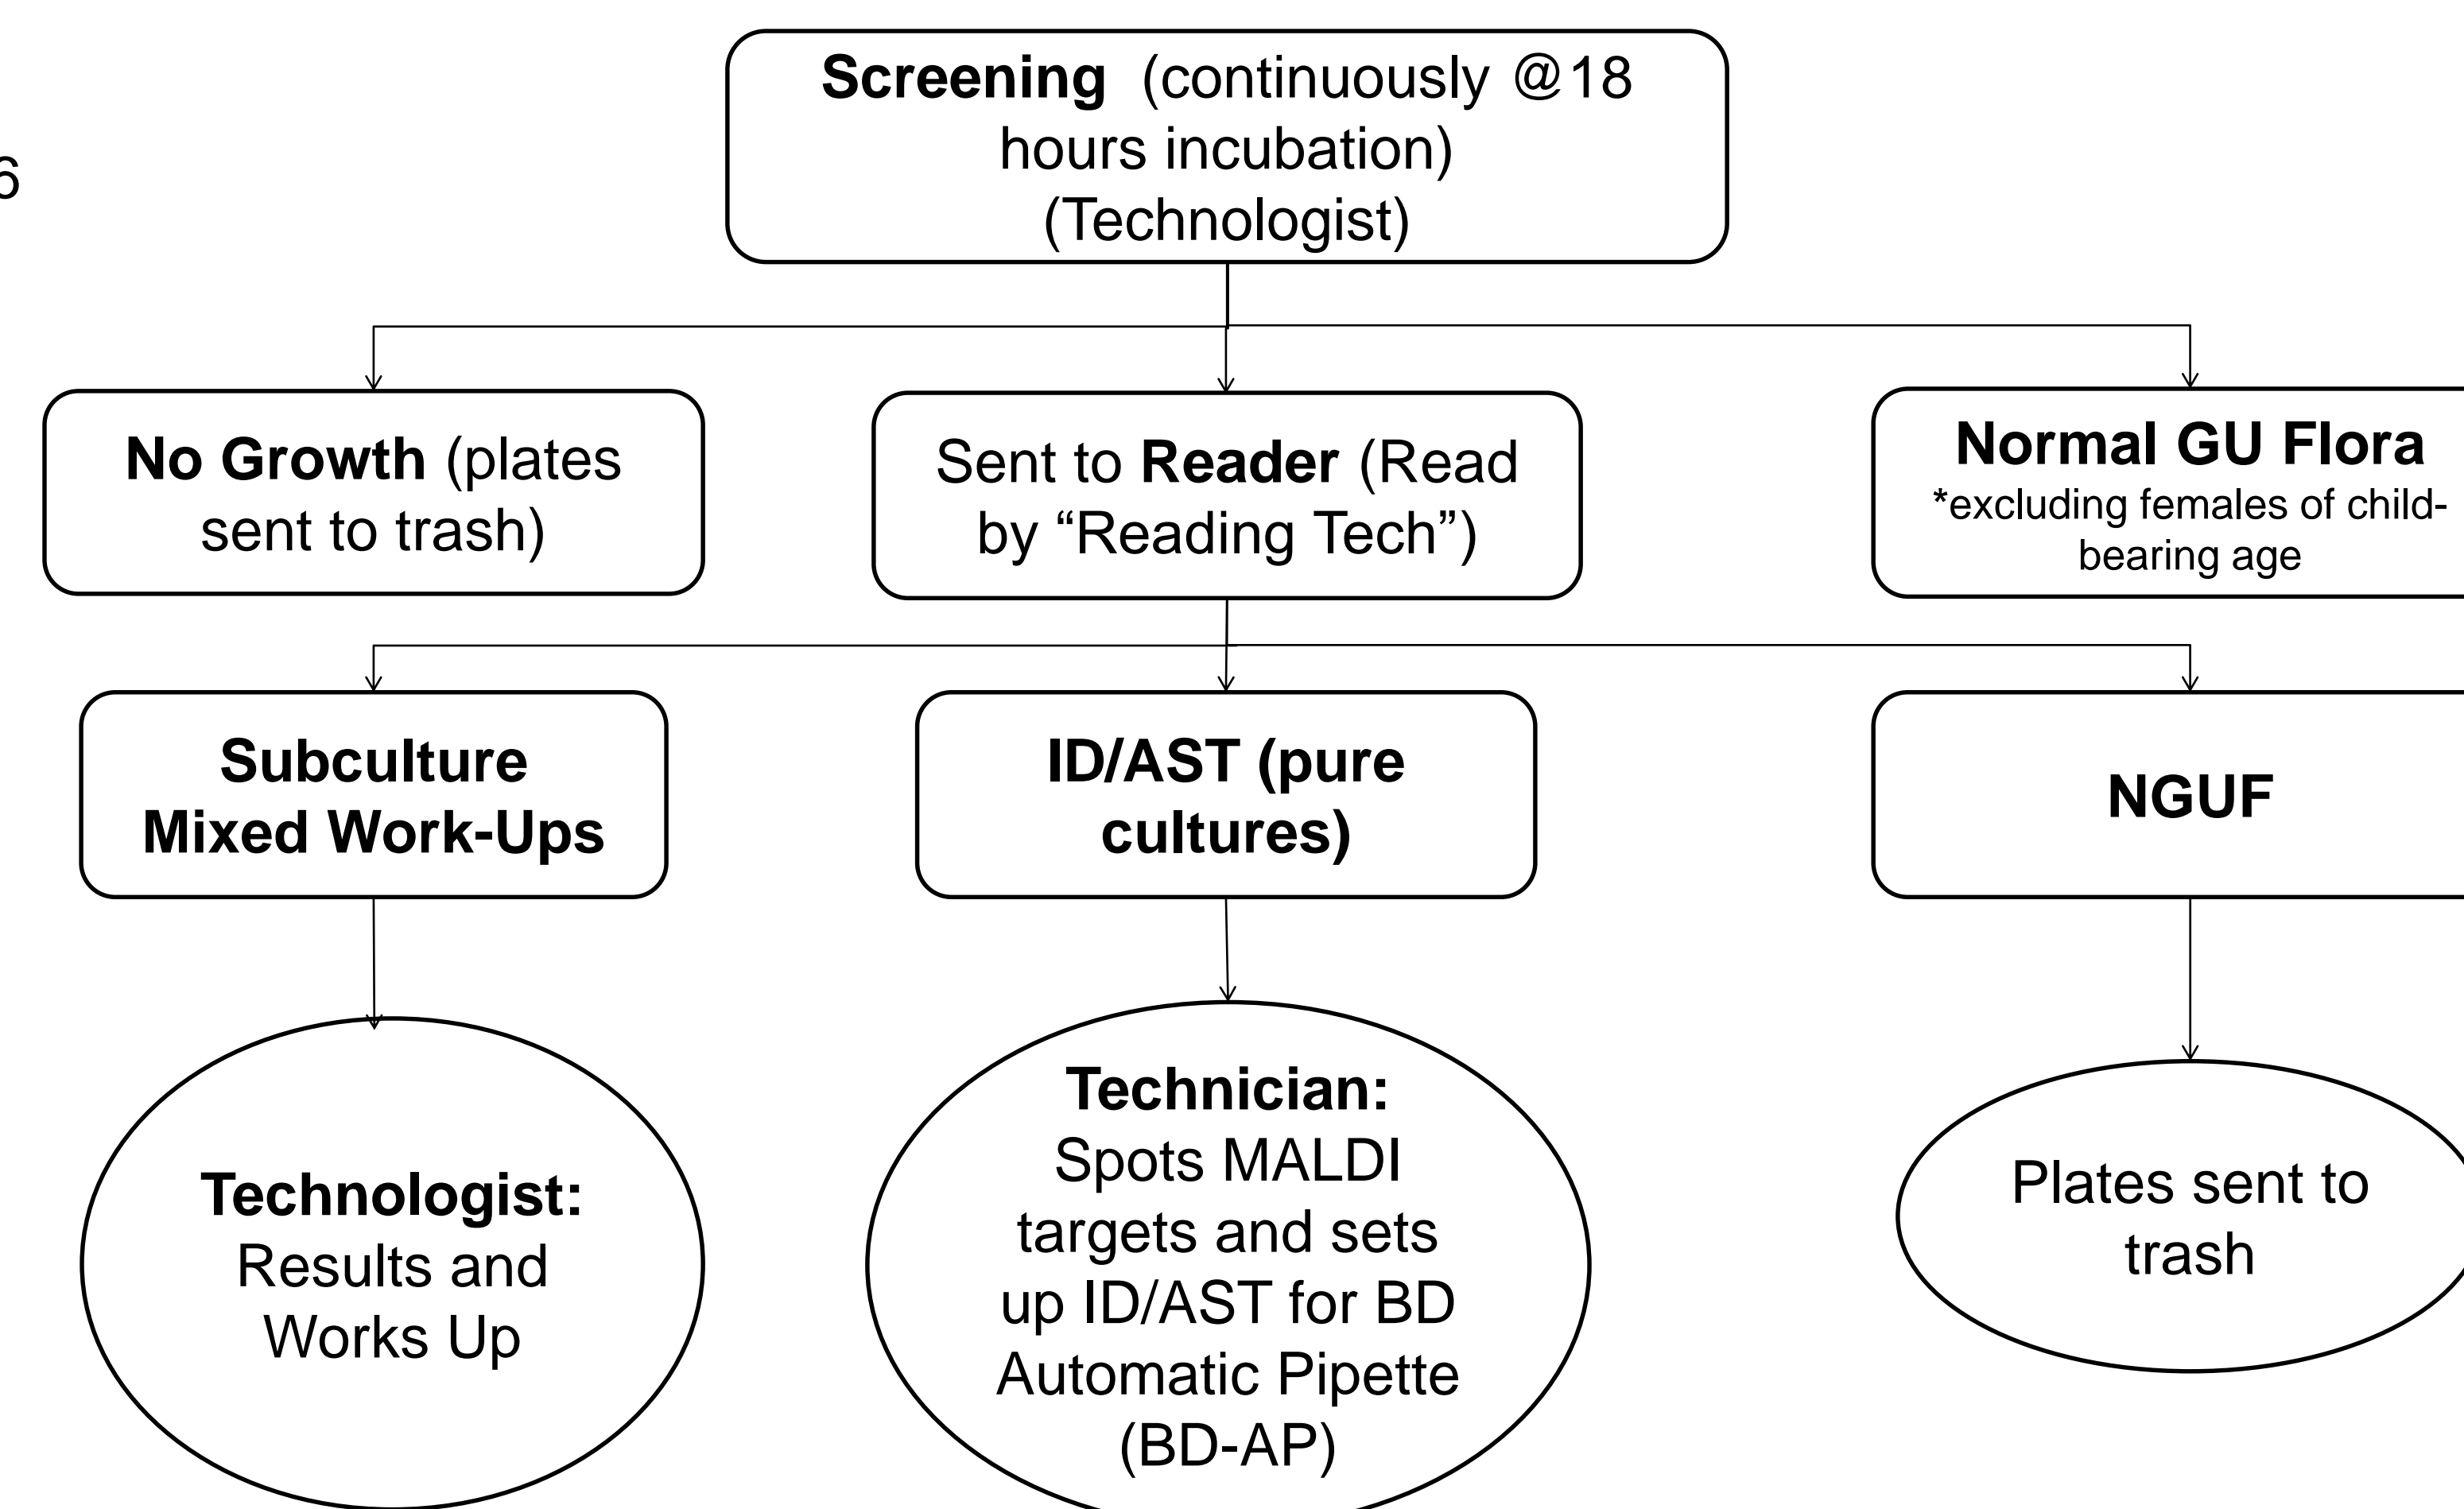 Screening (continuously @18
hours incubation)
(Technologist)
6
No Growth (plates
sent to trash)
Sent to Reader (Read
by “Reading Tech”)
Normal GU Flora
*excluding females of child-
bearing age
Subculture
Mixed Work-Ups
ID/AST (pure
cultures)
NGUF
Technologist:
Results and
Works Up
Technician:
Spots MALDI
targets and sets
up ID/AST for BD
Automatic Pipette
(BD-AP)
Plates sent to
trash